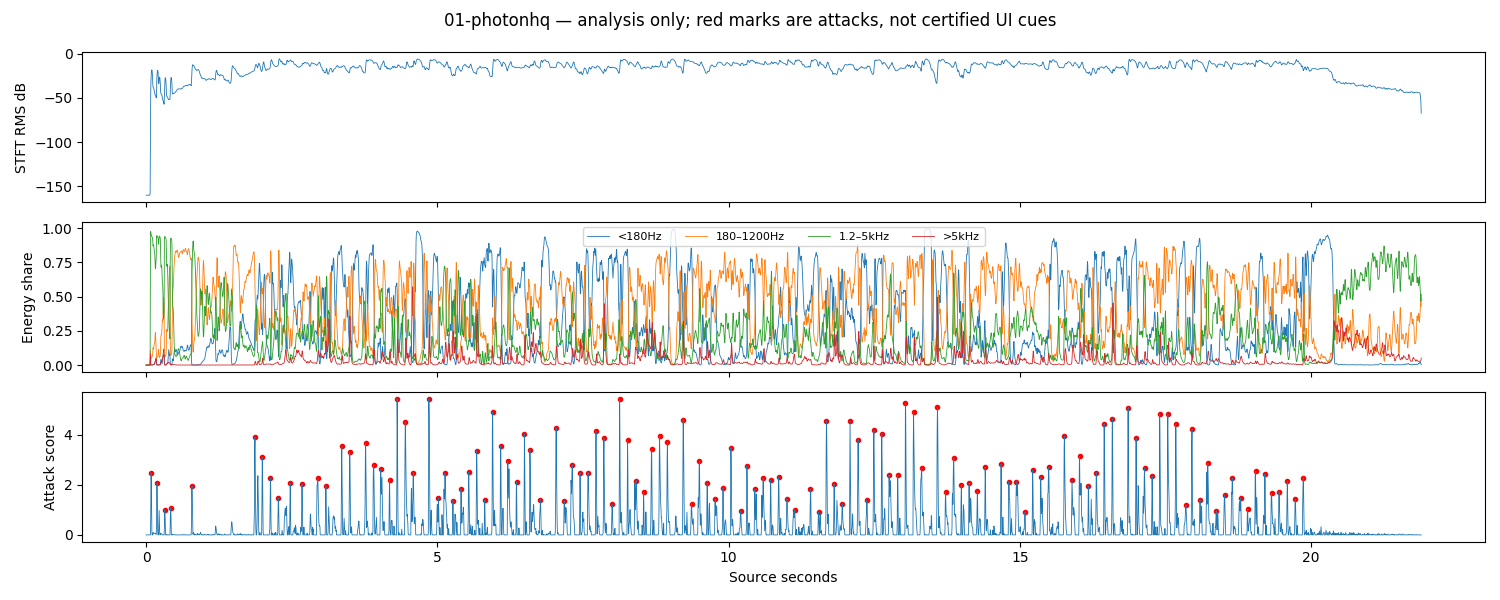 01-photonhq — analysis only; red marks are attacks, not certified UI cues
STFT RMS dB
0
−50
−100
−150
Energy share
1.00
0.75
0.50
0.25
0.00
<180Hz
180–1200Hz
1.2–5kHz
>5kHz
Attack score
4
2
0
0
5
10
15
20
Source seconds